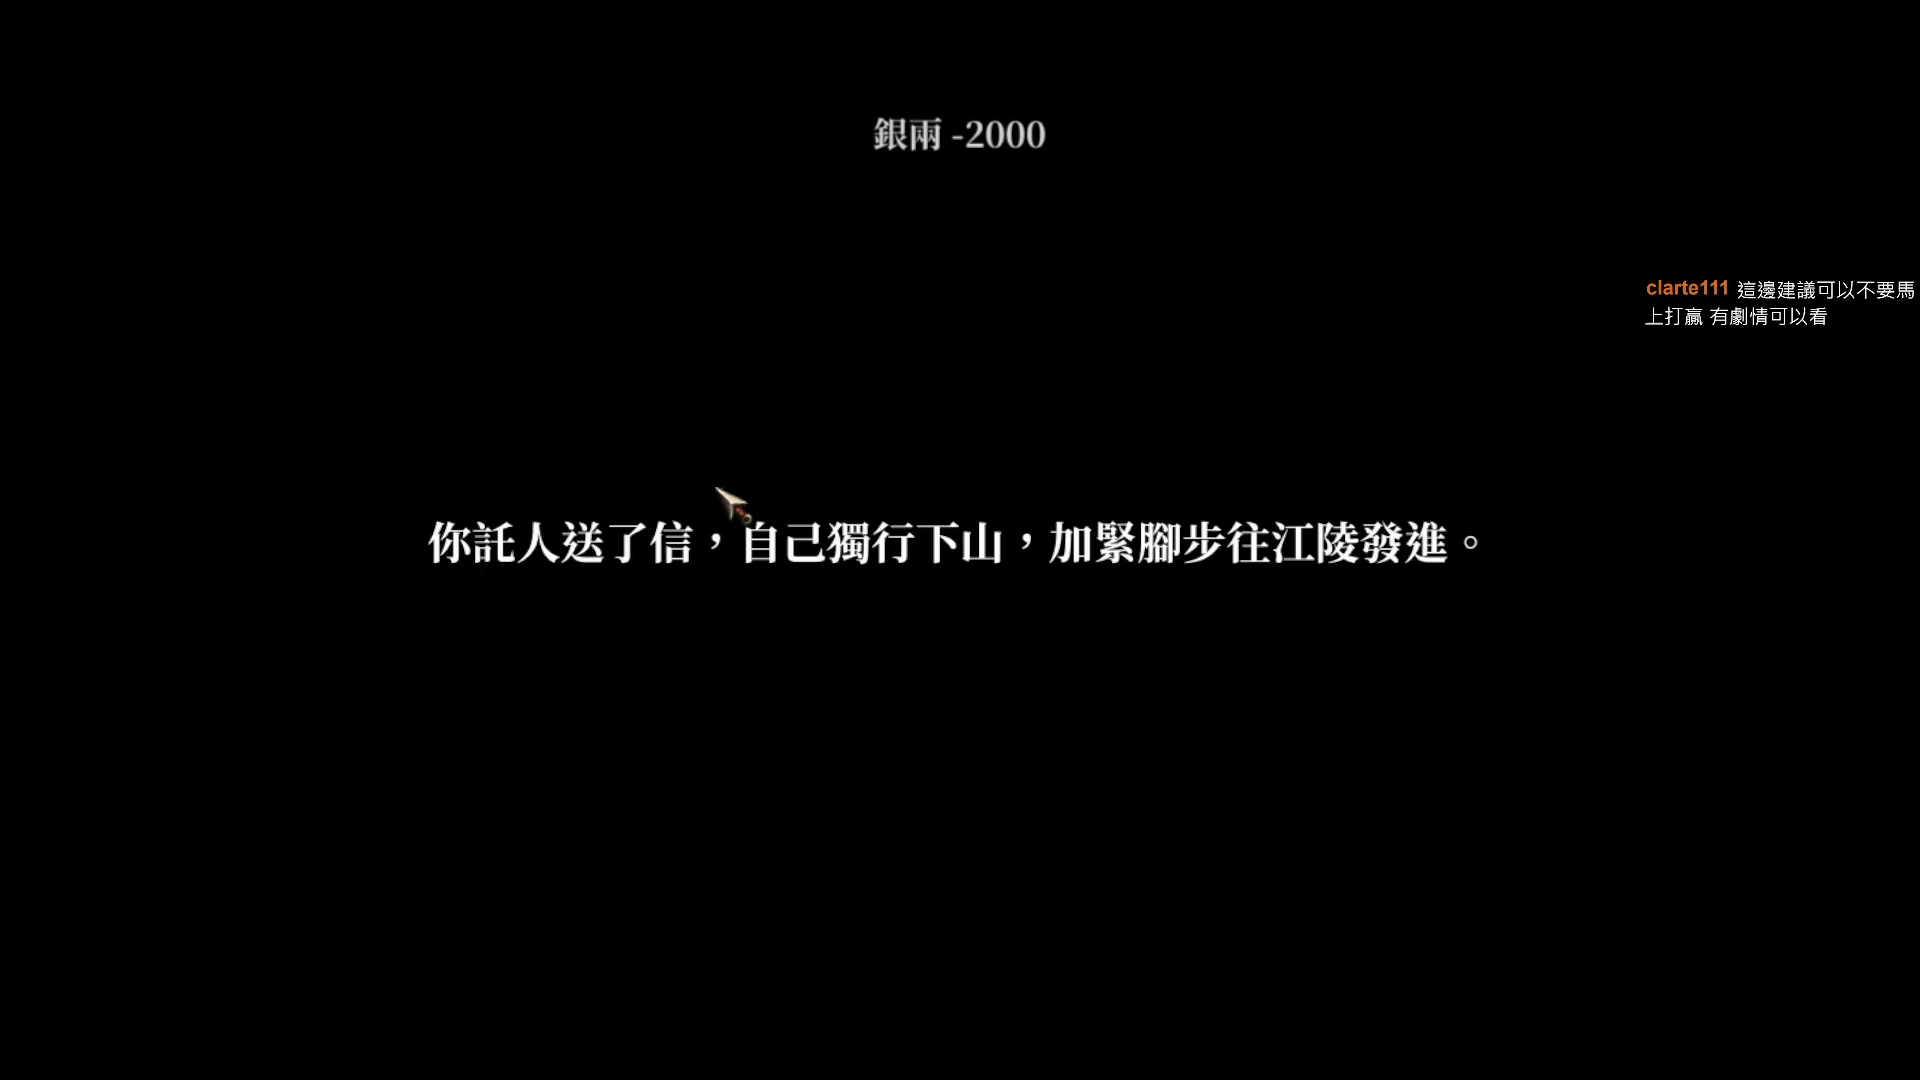 銀兩 -2000
clarte111 這邊建議可以不要馬
上打贏 有劇情可以看
你託人送了信，自己獨行下山，加緊腳步往江陵發進。